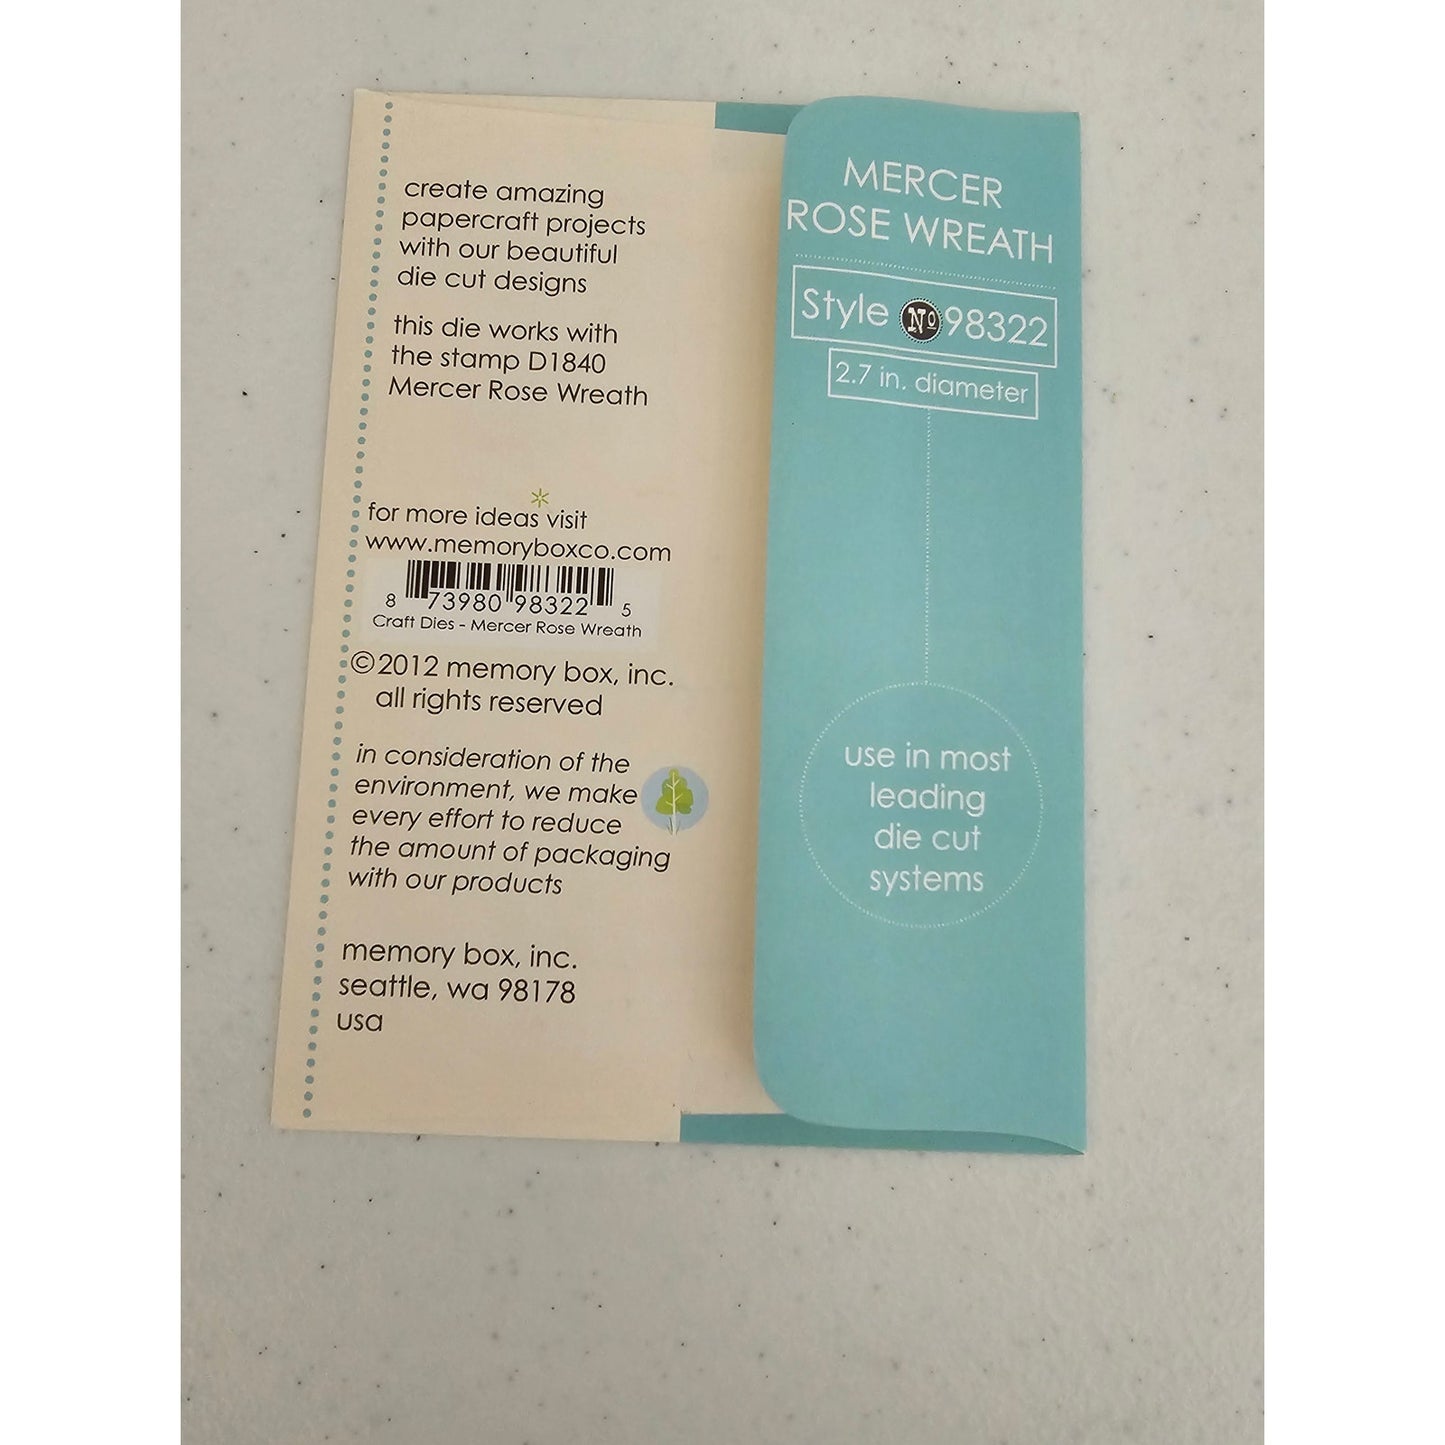 create amazing
papercraft projects
with our beautiful
die cut designs
this die works with
the stamp D1840
Mercer Rose Wreath
for more ideas visit
www.memoryboxco.com
8 73980 98322 5
Craft Dies - Mercer Rose Wreath
©2012 memory box, inc.
all rights reserved
in consideration of the
environment, we make
every effort to reduce
the amount of packaging
with our products
memory box, inc.
seattle, wa 98178
usa
MERCER
ROSE WREATH
Style No 98322
2.7 in. diameter
use in most
leading
die cut
systems